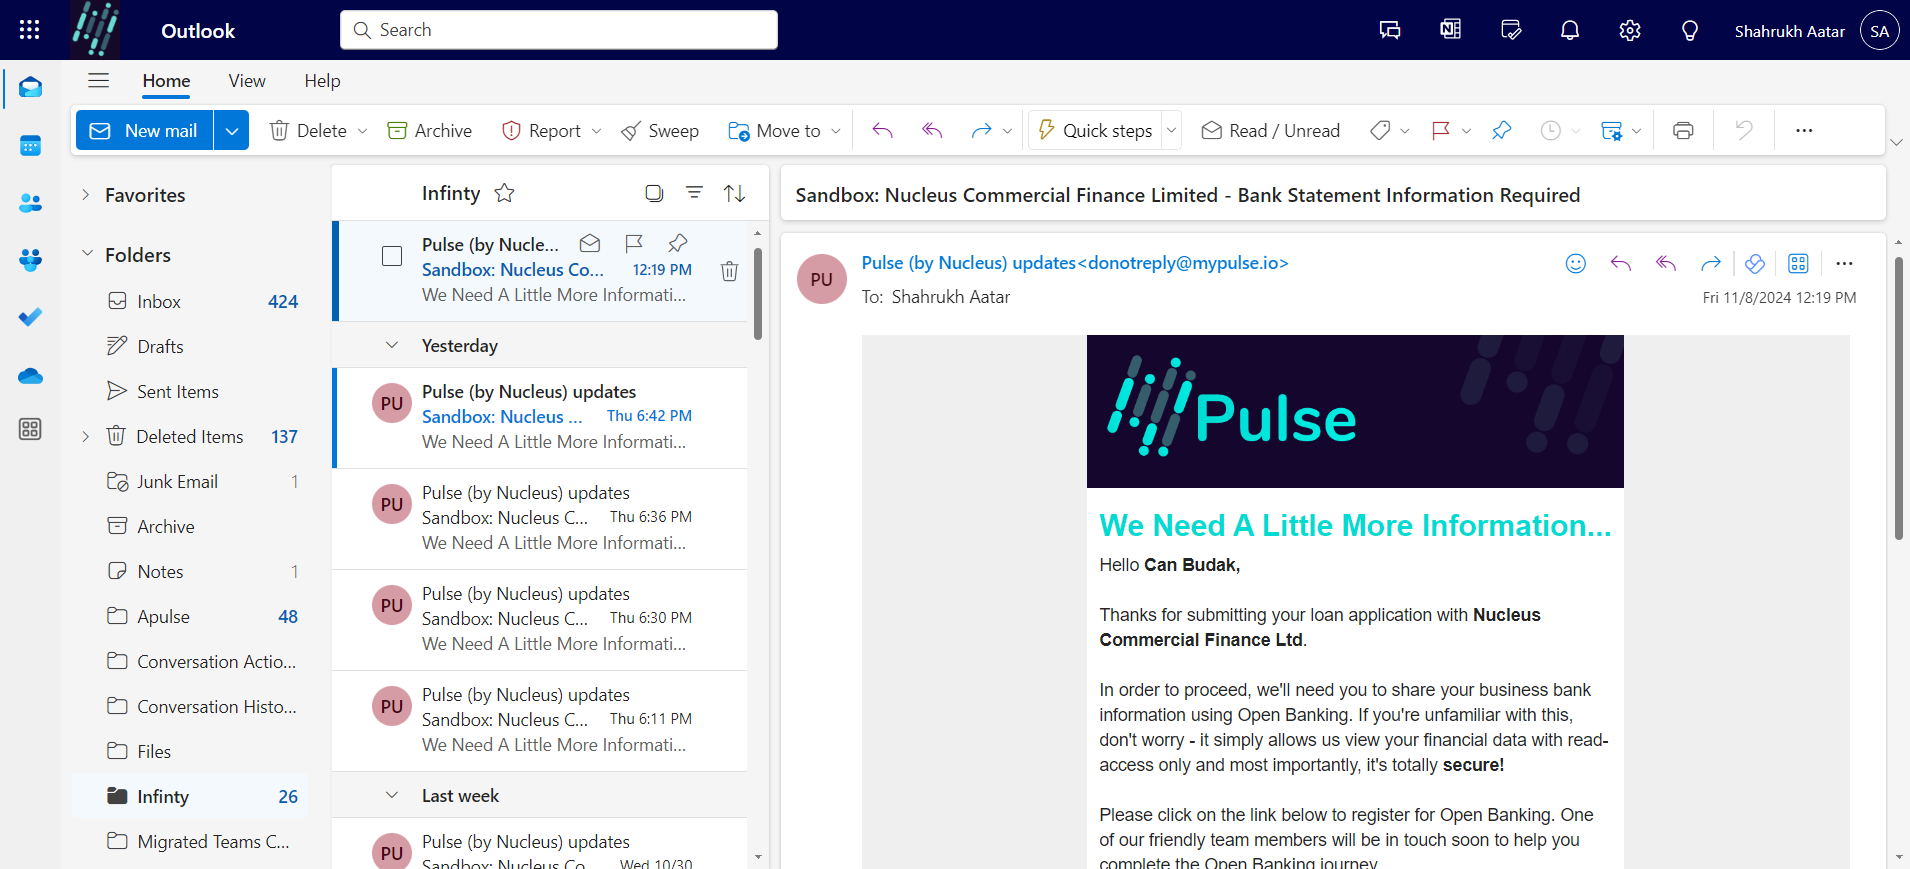 Outlook
Search
Shahrukh Aatar
SA
Home
View
Help
New mail
Delete
Archive
Report
Sweep
Move to
Quick steps
Read / Unread
Favorites
Folders
Inbox 424
Drafts
Sent Items
Deleted Items 137
Junk Email 1
Archive
Notes 1
Apulse 48
Conversation Actio...
Conversation Histo...
Files
Infinty 26
Migrated Teams C...
Infinty
Pulse (by Nucle...
Sandbox: Nucleus Co... 12:19 PM
We Need A Little More Informati...
Yesterday
PU
Pulse (by Nucleus) updates
Sandbox: Nucleus ... Thu 6:42 PM
We Need A Little More Informati...
PU
Pulse (by Nucleus) updates
Sandbox: Nucleus C... Thu 6:36 PM
We Need A Little More Informati...
PU
Pulse (by Nucleus) updates
Sandbox: Nucleus C... Thu 6:30 PM
We Need A Little More Informati...
PU
Pulse (by Nucleus) updates
Sandbox: Nucleus C... Thu 6:11 PM
We Need A Little More Informati...
Last week
PU
Pulse (by Nucleus) updates
Sandbox: Nucleus Co... Wed 10/30
Sandbox: Nucleus Commercial Finance Limited - Bank Statement Information Required
PU
Pulse (by Nucleus) updates<donotreply@mypulse.io>
To: Shahrukh Aatar
Fri 11/8/2024 12:19 PM
Pulse
We Need A Little More Information...
Hello Can Budak,
Thanks for submitting your loan application with Nucleus
Commercial Finance Ltd.
In order to proceed, we'll need you to share your business bank
information using Open Banking. If you're unfamiliar with this,
don't worry - it simply allows us view your financial data with read-
access only and most importantly, it's totally secure!
Please click on the link below to register for Open Banking. One
of our friendly team members will be in touch soon to help you
complete the Open Banking journey